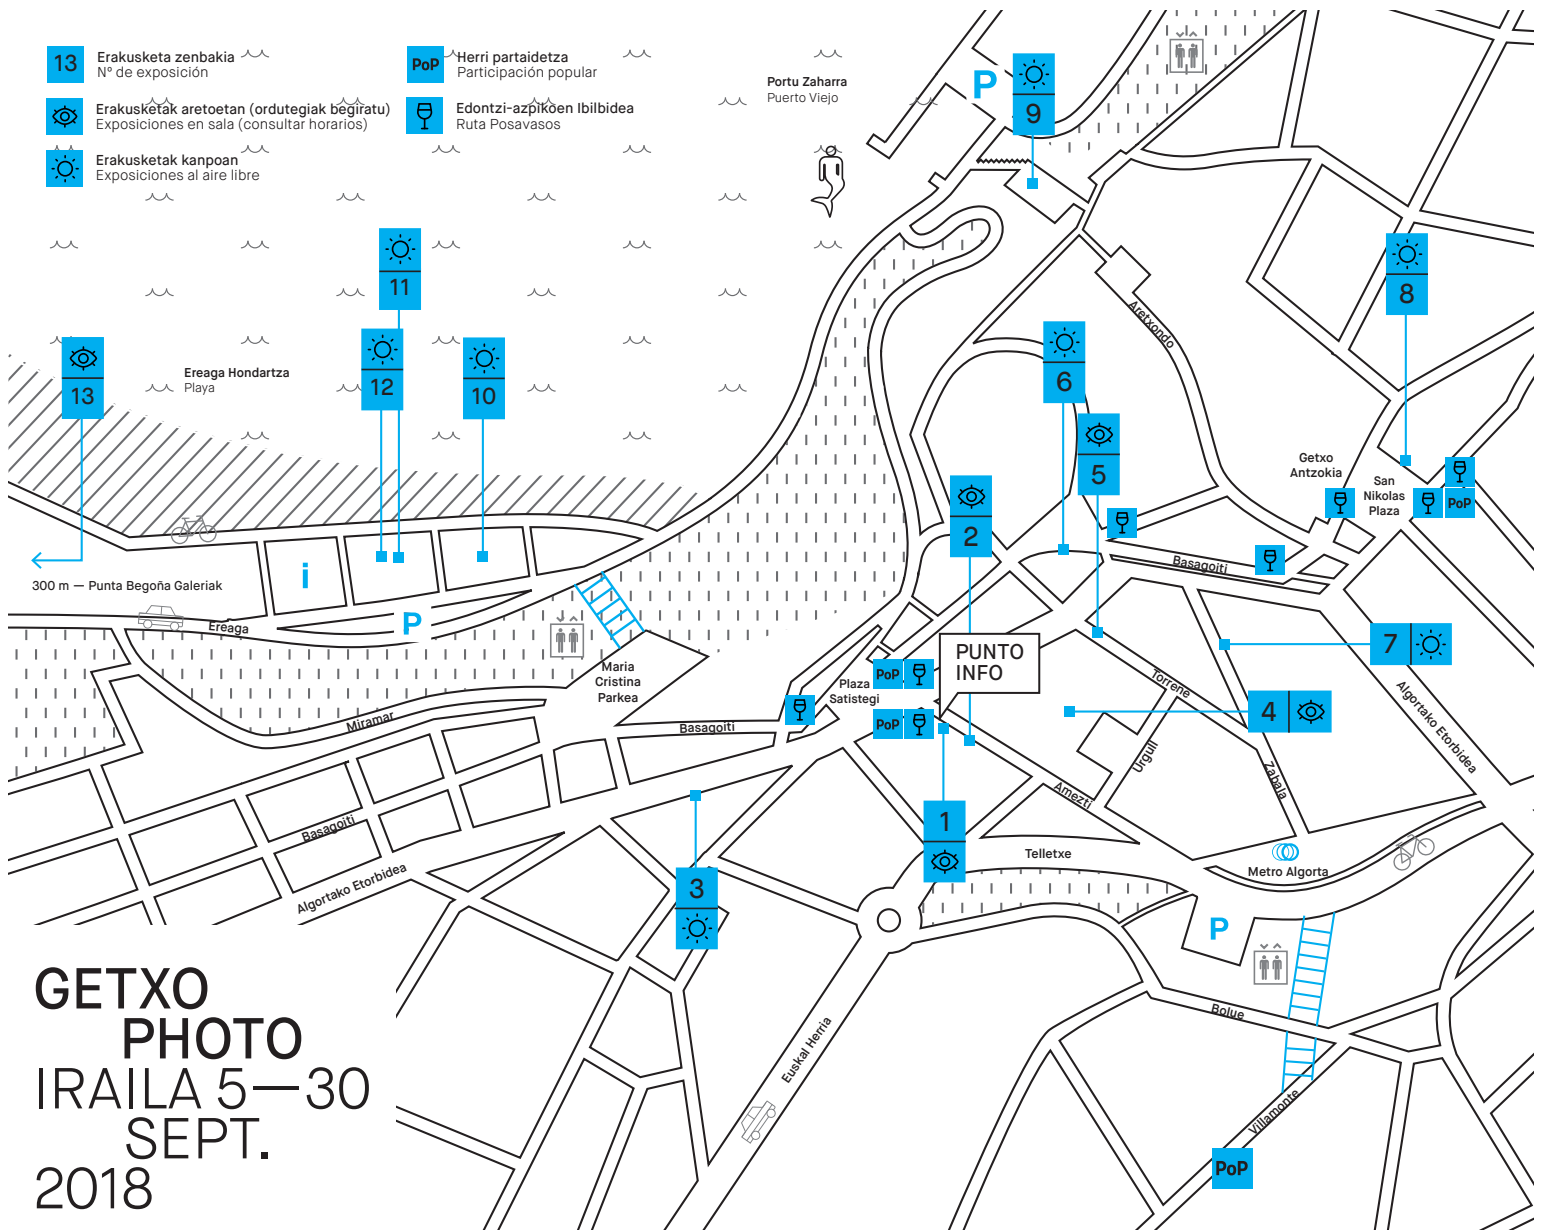 13
Erakusketa zenbakia
Nº de exposición
Erakusketak aretoetan (ordutegiak begiratu)
Exposiciones en sala (consultar horarios)
Erakusketak kanpoan
Exposiciones al aire libre
PoP
Herri partaidetza
Participación popular
Edontzi-azpikoen Ibilbidea
Ruta Posavasos
Portu Zaharra
Puerto Viejo
P
9
11
12
10
13
Ereaga Hondartza
Playa
8
Aretxondo
6
5
2
Getxo
Antzokia
San
Nikolas
Plaza
PoP
Basagoiti
300 m — Punta Begoña Galeriak
i
P
Ereaga
Maria
Cristina
Parkea
Miramar
Plaza
Satistegi
PoP
PoP
PUNTO
INFO
Basagoiti
Torrene
7
4
Algortako Etorbidea
Urgull
Zabala
Amezti
1
Telletxe
Metro Algorta
3
Basagoiti
Algortako Etorbidea
P
Bolue
Euskal Herria
Villamonte
PoP
GETXO
PHOTO
IRAILA 5—30
SEPT.
2018